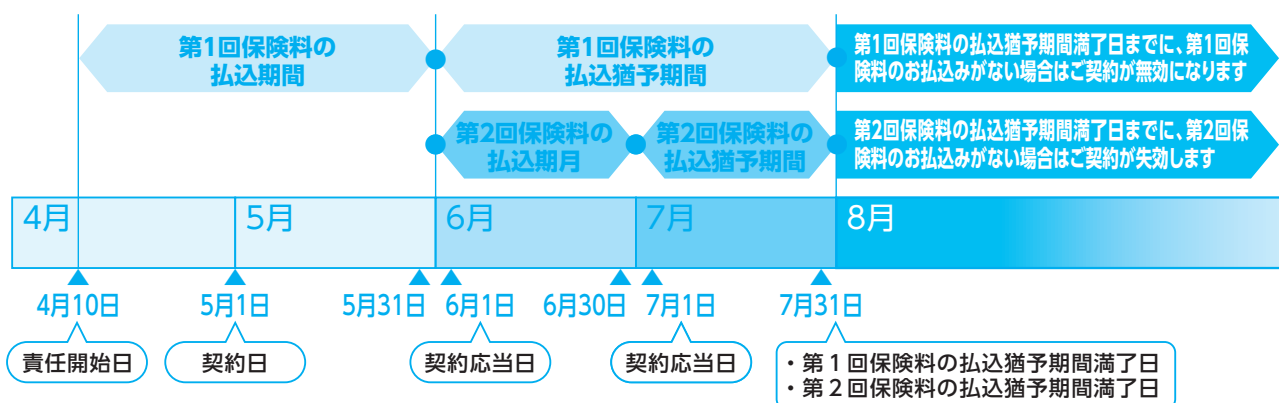 第1回保険料の
払込期間
第1回保険料の
払込猶予期間
第1回保険料の払込猶予期間満了日までに、第1回保
険料のお払込みがない場合はご契約が無効になります
第2回保険料の
払込期月
第2回保険料の
払込猶予期間
第2回保険料の払込猶予期間満了日までに、第2回保
険料のお払込みがない場合はご契約が失効します
4月
5月
6月
7月
8月
4月10日
5月1日
5月31日
6月1日
6月30日
7月1日
7月31日
責任開始日
契約日
契約応当日
契約応当日
・第1回保険料の払込猶予期間満了日
・第2回保険料の払込猶予期間満了日